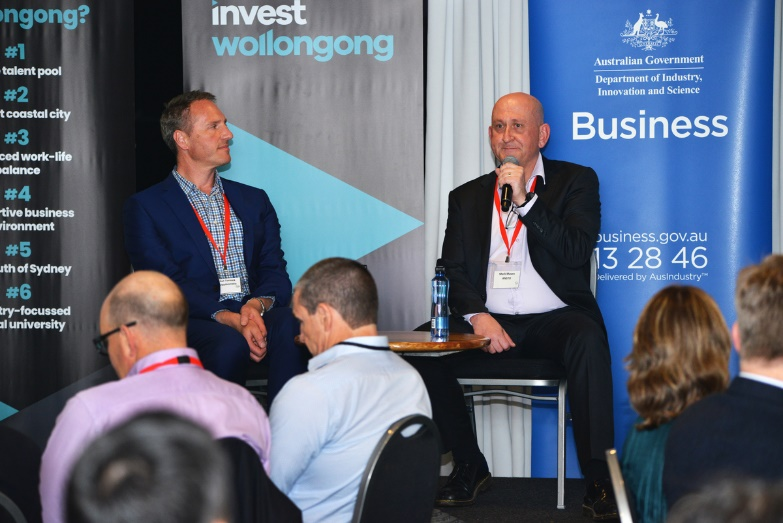 ongong?
#1
talent pool
#2
t coastal city
#3
ced work-life
balance
#4
rtive business
vironment
#5
uth of Sydney
#6
try-focussed
al university
invest
wollongong
Australian Government
Department of Industry,
Innovation and Science
Business
business.gov.au
13 28 46
Delivered by AusIndustry™